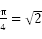 π/4 = √2